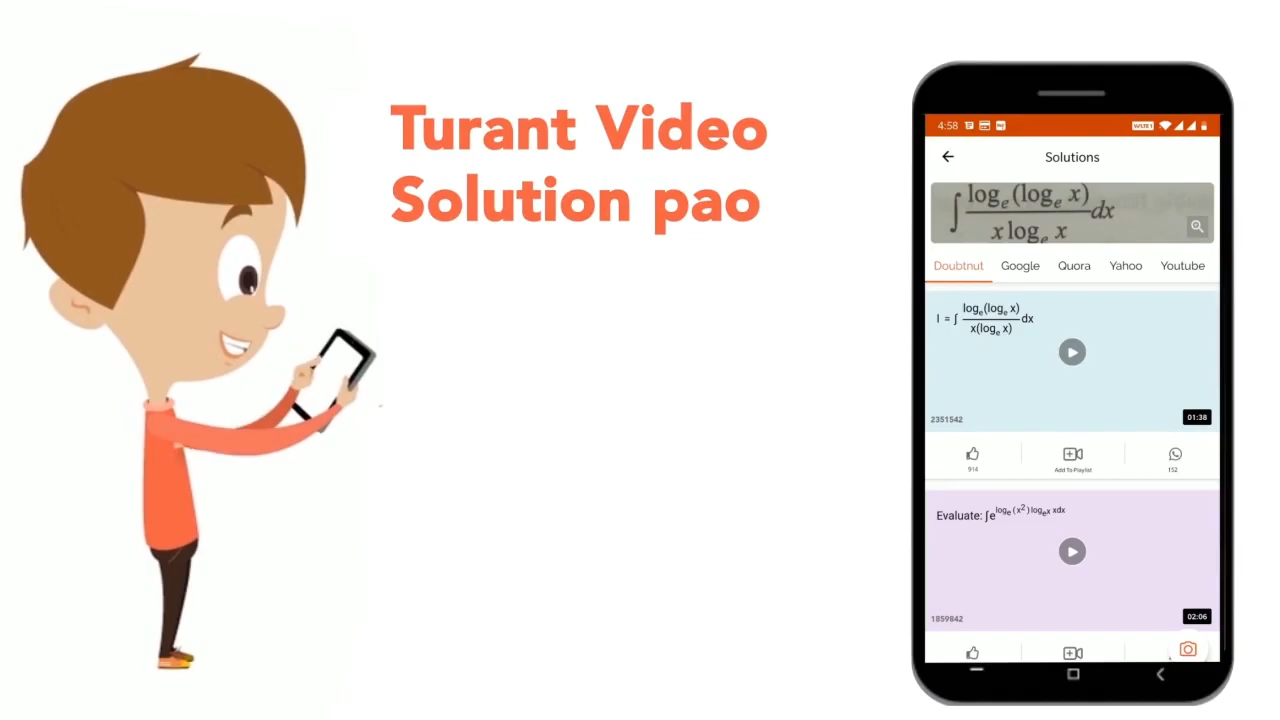 Turant Video
Solution pao
4:58
Solutions
∫ logₑ(logₑ x) / x logₑ x dx
Doubtnut Google Quora Yahoo Youtube
I = ∫ logₑ(logₑ x) / x(logₑ x) dx
2351542 01:38
914 Add To Playlist 152
Evaluate: ∫e^logₑ(x²)logₑx xdx
1859842 02:06